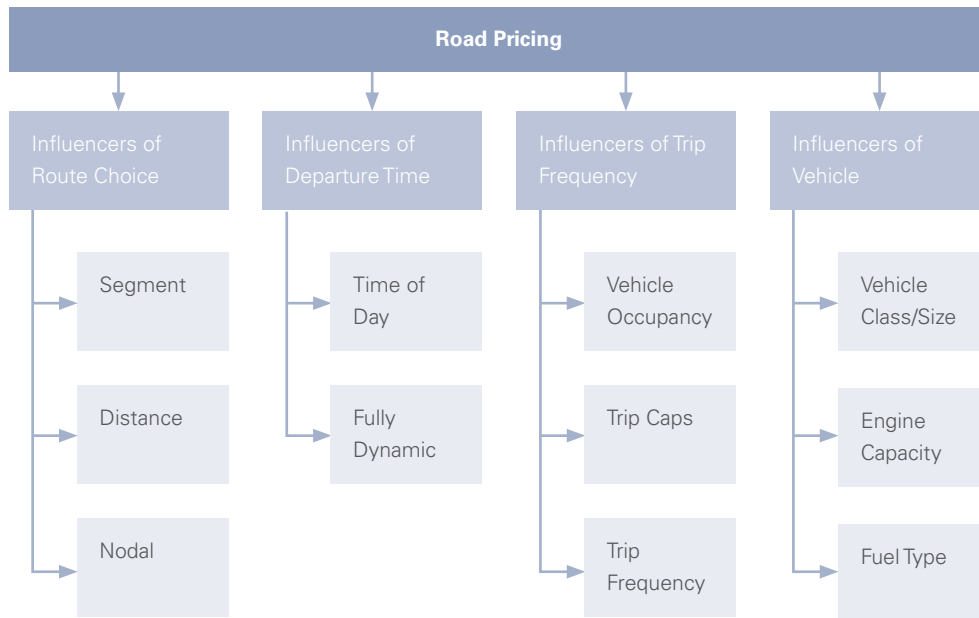 Road Pricing
Influencers of
Route Choice
Segment
Distance
Nodal
Influencers of
Departure Time
Time of
Day
Fully
Dynamic
Influencers of Trip
Frequency
Vehicle
Occupancy
Trip Caps
Trip
Frequency
Influencers of
Vehicle
Vehicle
Class/Size
Engine
Capacity
Fuel Type